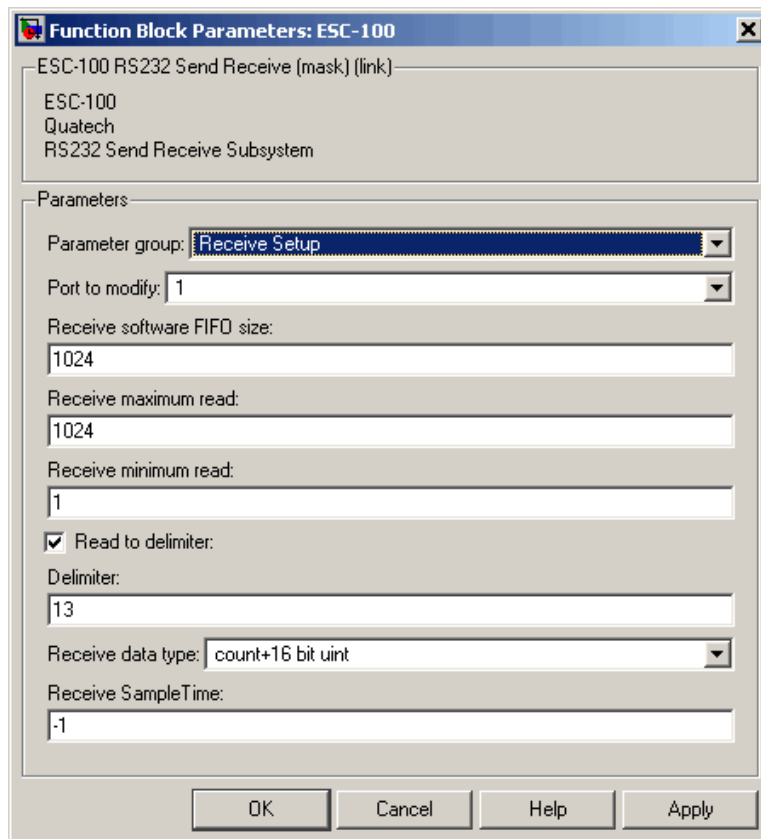 Function Block Parameters: ESC-100
ESC-100 RS232 Send Receive (mask) (link)
ESC-100
Quatech
RS232 Send Receive Subsystem
Parameters
Parameter group: Receive Setup
Port to modify: 1
Receive software FIFO size:
1024
Receive maximum read:
1024
Receive minimum read:
1
Read to delimiter:
Delimiter:
13
Receive data type: count+16 bit uint
Receive SampleTime:
-1
OK Cancel Help Apply